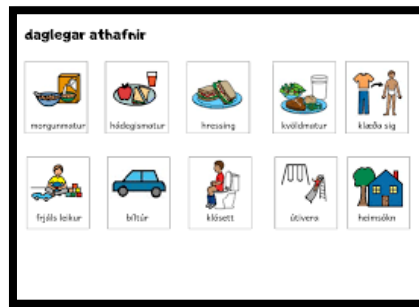 daglegar athafnir
morgunmatur hádegismatur hressing kvöldmatur klæða sig
frjáls leikur bíltúr klósett útivera heimsókn